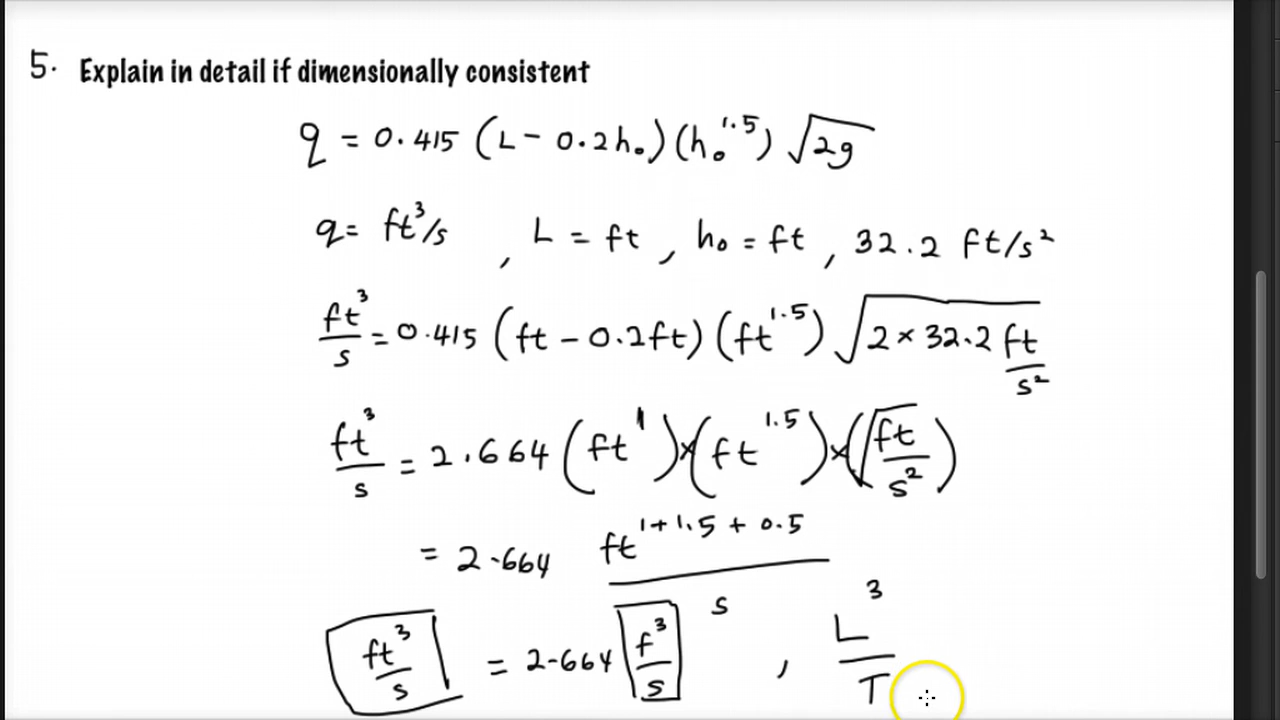 5. Explain in detail if dimensionally consistent
q = 0.415 (L - 0.2h₀)(h₀^1.5) √2g
q = ft³/s , L = ft , h₀ = ft , 32.2 ft/s²
ft³/s = 0.415 (ft - 0.2ft)(ft^1.5) √(2 × 32.2 ft/s²)
ft³/s = 2.664 (ft^1)×(ft^1.5)×(√(ft/s²))
= 2.664 ft^(1+1.5+0.5)/s
ft³/s = 2.664 f³/s , L³/T